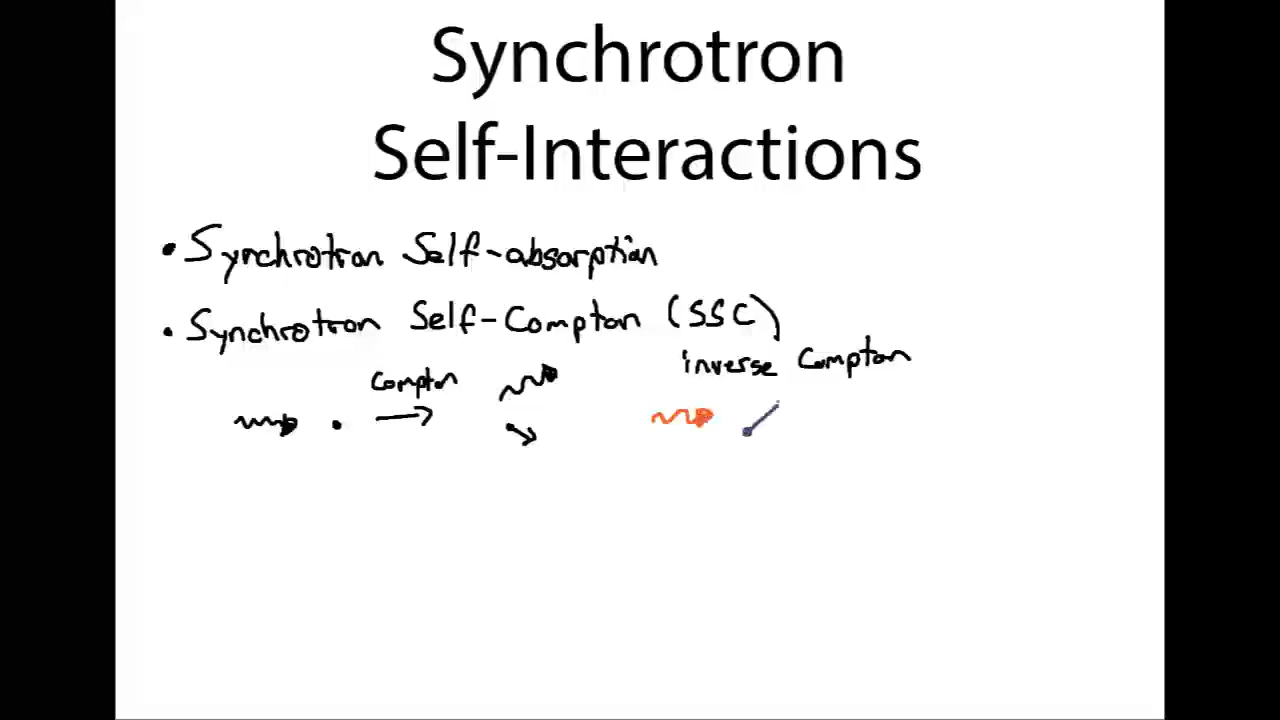 Synchrotron
Self-Interactions
• Synchrotron Self-absorption
• Synchrotron Self-Compton (SSC)
inverse Compton
Compton